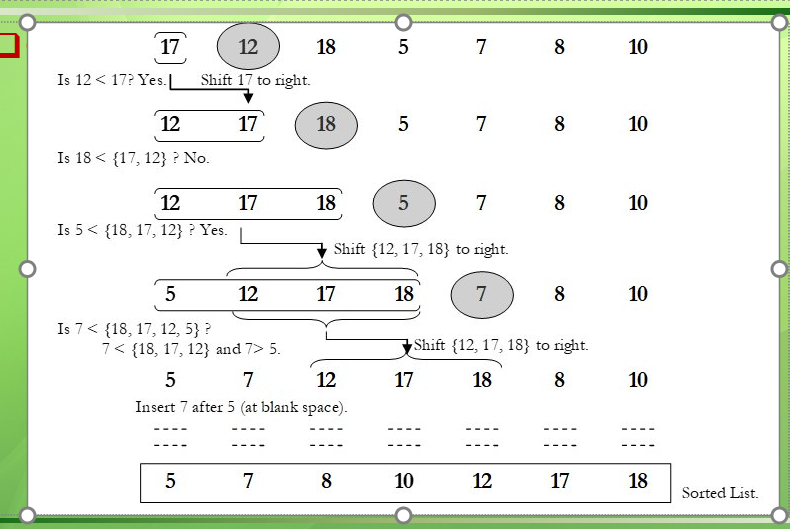 17 12 18 5 7 8 10
Is 12 < 17? Yes. Shift 17 to right.
12 17 18 5 7 8 10
Is 18 < {17, 12} ? No.
12 17 18 5 7 8 10
Is 5 < {18, 17, 12} ? Yes.
Shift {12, 17, 18} to right.
5 12 17 18 7 8 10
Is 7 < {18, 17, 12, 5} ?
7 < {18, 17, 12} and 7> 5.
Shift {12, 17, 18} to right.
5 7 12 17 18 8 10
Insert 7 after 5 (at blank space).
---- ---- ---- ---- ---- ---- ----
---- ---- ---- ---- ---- ---- ----
5 7 8 10 12 17 18
Sorted List.